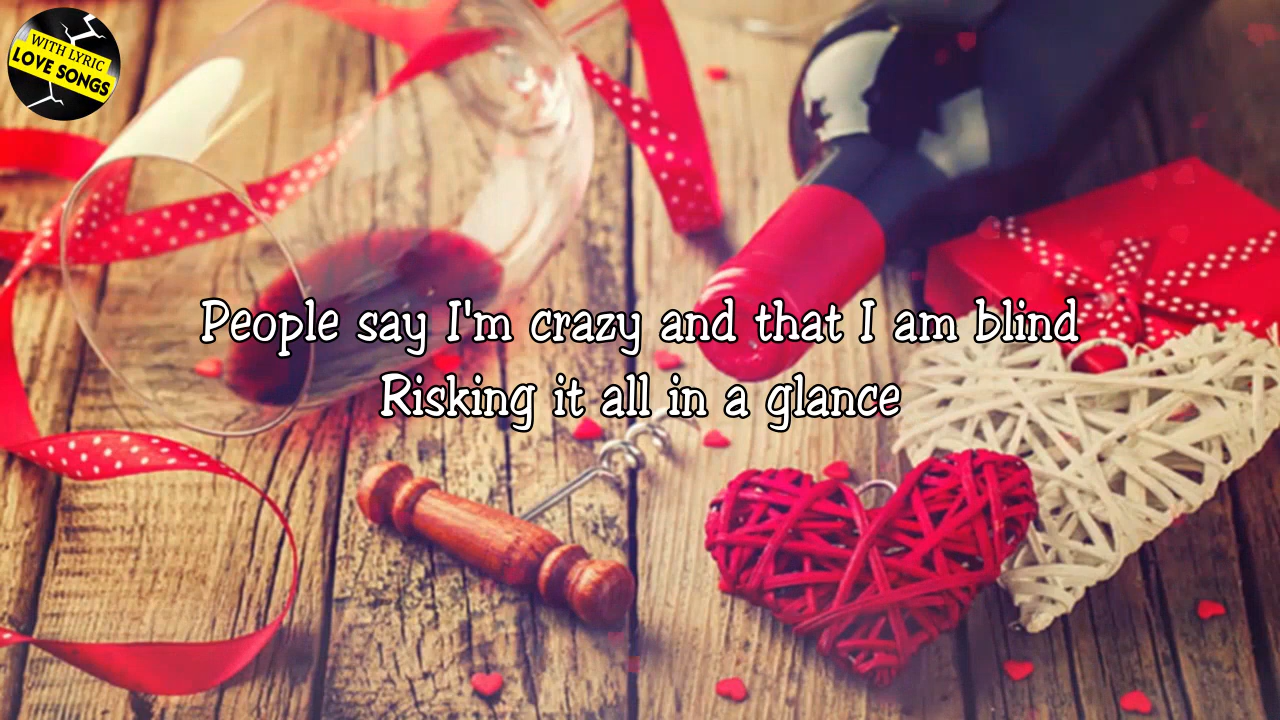 WITH LYRIC
LOVE SONGS
People say I'm crazy and that I am blind
Risking it all in a glance